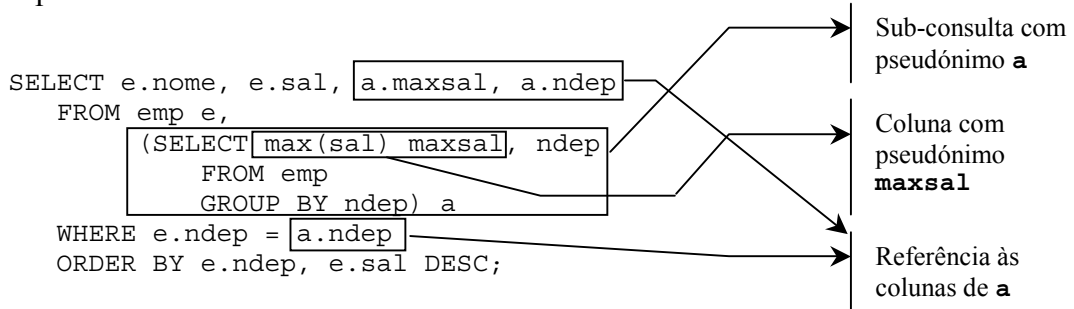 SELECT e.nome, e.sal, a.maxsal, a.ndep
FROM emp e,
(SELECT max(sal) maxsal, ndep
FROM emp
GROUP BY ndep) a
WHERE e.ndep = a.ndep
ORDER BY e.ndep, e.sal DESC;
Sub-consulta com
pseudónimo a
Coluna com
pseudónimo
maxsal
Referência às
colunas de a